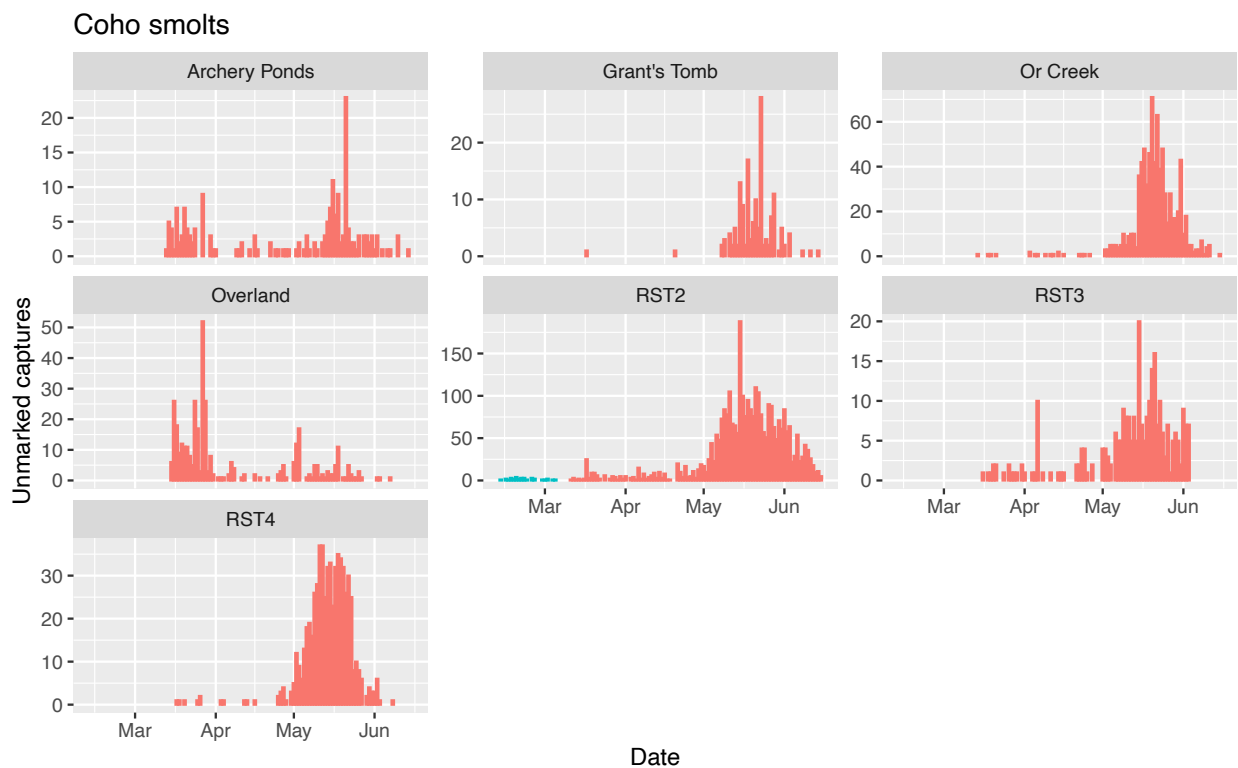 Coho smolts
Archery Ponds
Grant's Tomb
Or Creek
20
15
10
5
0
20
10
0
60
40
20
0
Overland
RST2
RST3
Unmarked captures
50
40
30
20
10
0
150
100
50
0
20
15
10
5
0
Mar Apr May Jun
Mar Apr May Jun
RST4
30
20
10
0
Mar Apr May Jun
Date